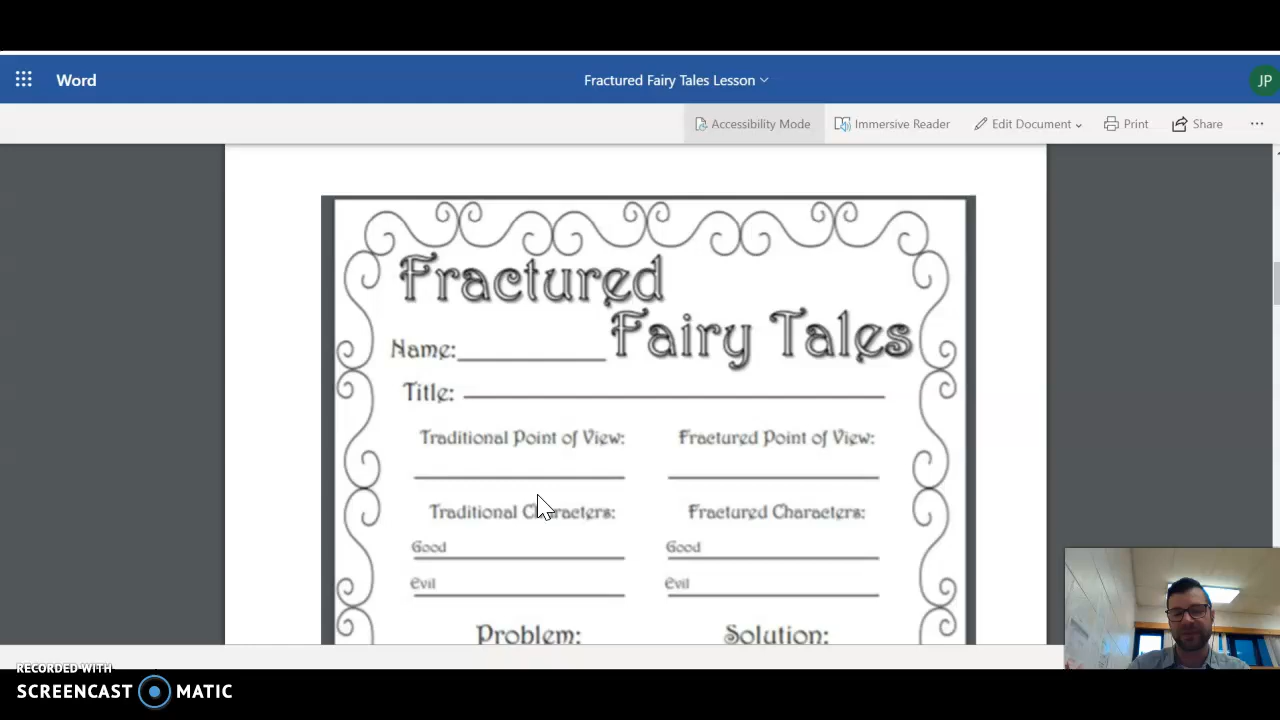 Word
Fractured Fairy Tales Lesson
JP
Accessibility Mode
Immersive Reader
Edit Document
Print
Share
Fractured
Fairy Tales
Name:
Title:
Traditional Point of View:
Fractured Point of View:
Traditional Characters:
Fractured Characters:
Good
Good
Evil
Evil
Problem:
Solution:
RECORDED WITH
SCREENCAST MATIC